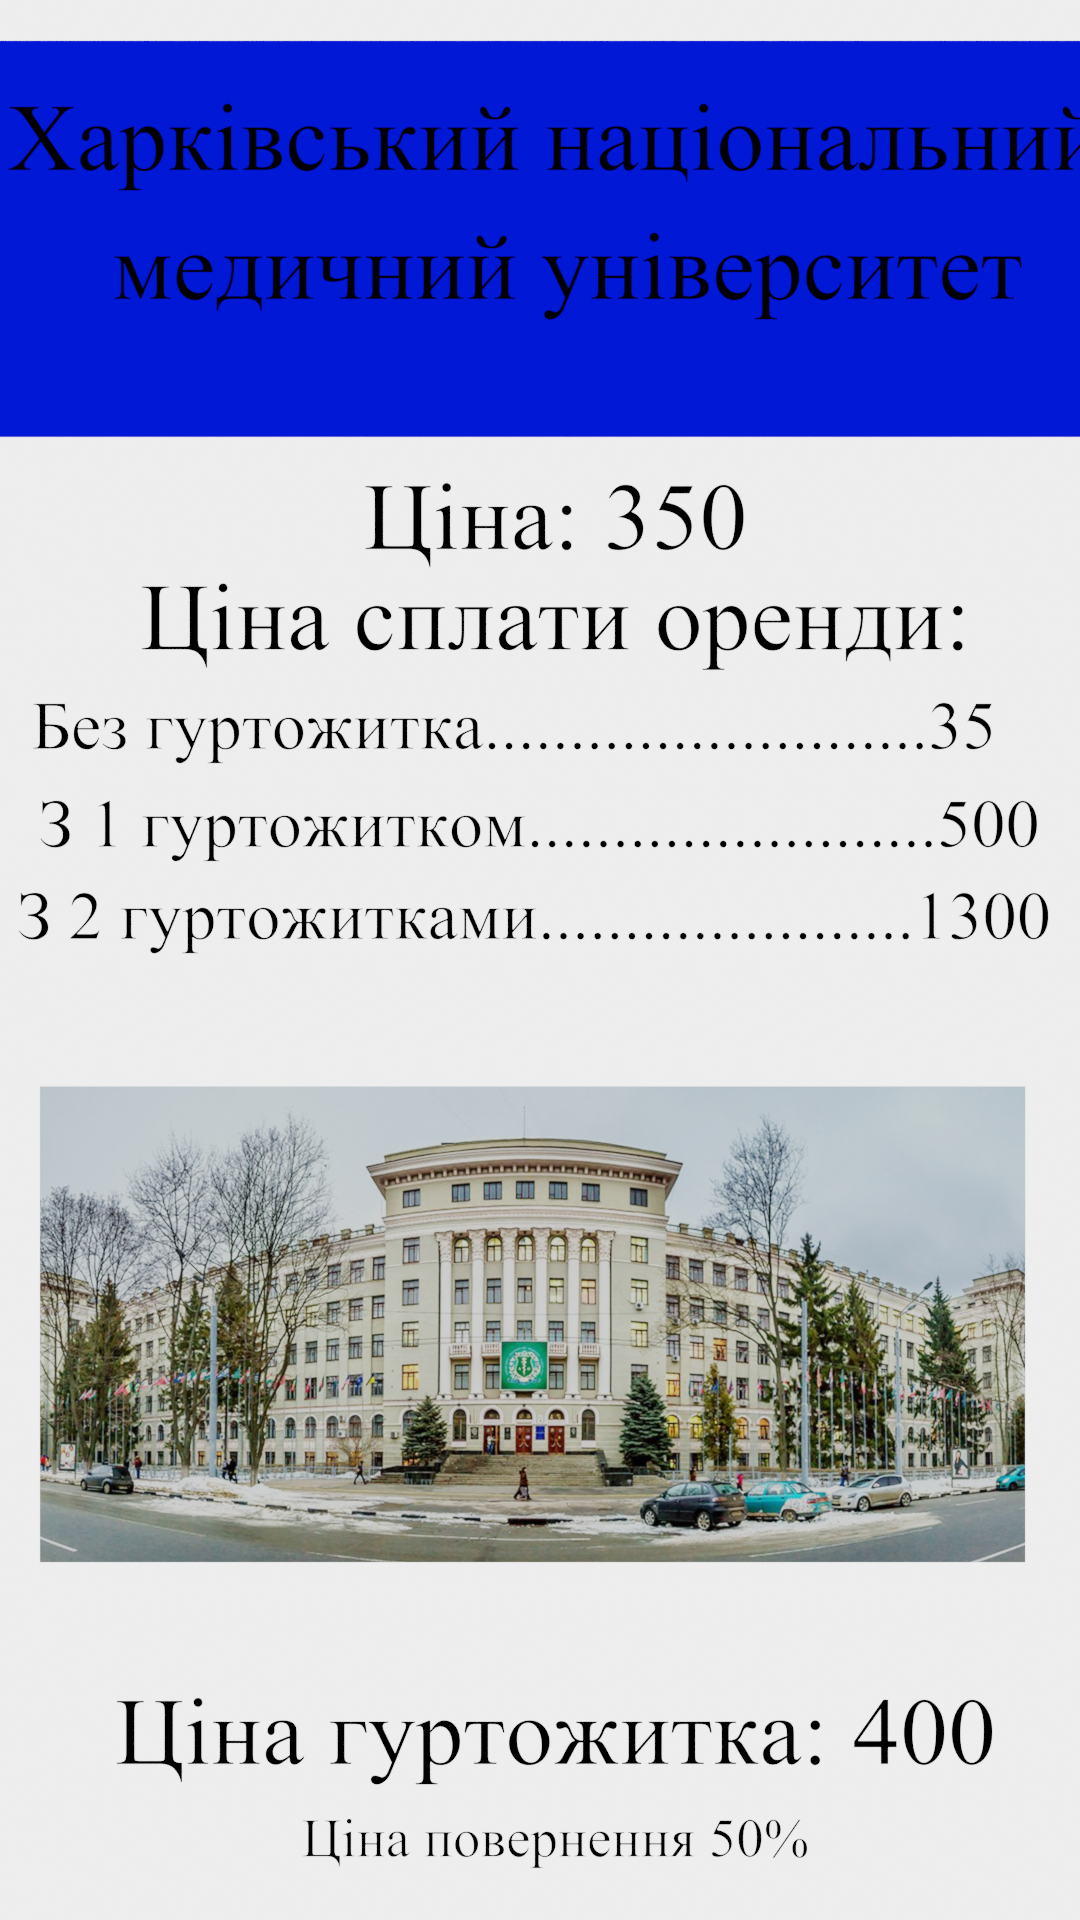 Харківський національний
медичний університет
Ціна: 350
Ціна сплати оренди:
Без гуртожитка..........................35
З 1 гуртожитком........................500
З 2 гуртожитками......................1300
Ціна гуртожитка: 400
Ціна повернення 50%